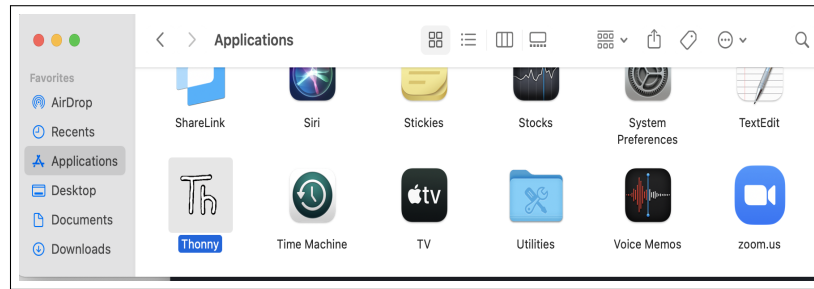 Applications
Favorites
AirDrop
Recents
Applications
Desktop
Documents
Downloads
ShareLink
Siri
Stickies
Stocks
System
Preferences
TextEdit
Th
tv
Thonny
Time Machine
TV
Utilities
Voice Memos
zoom.us